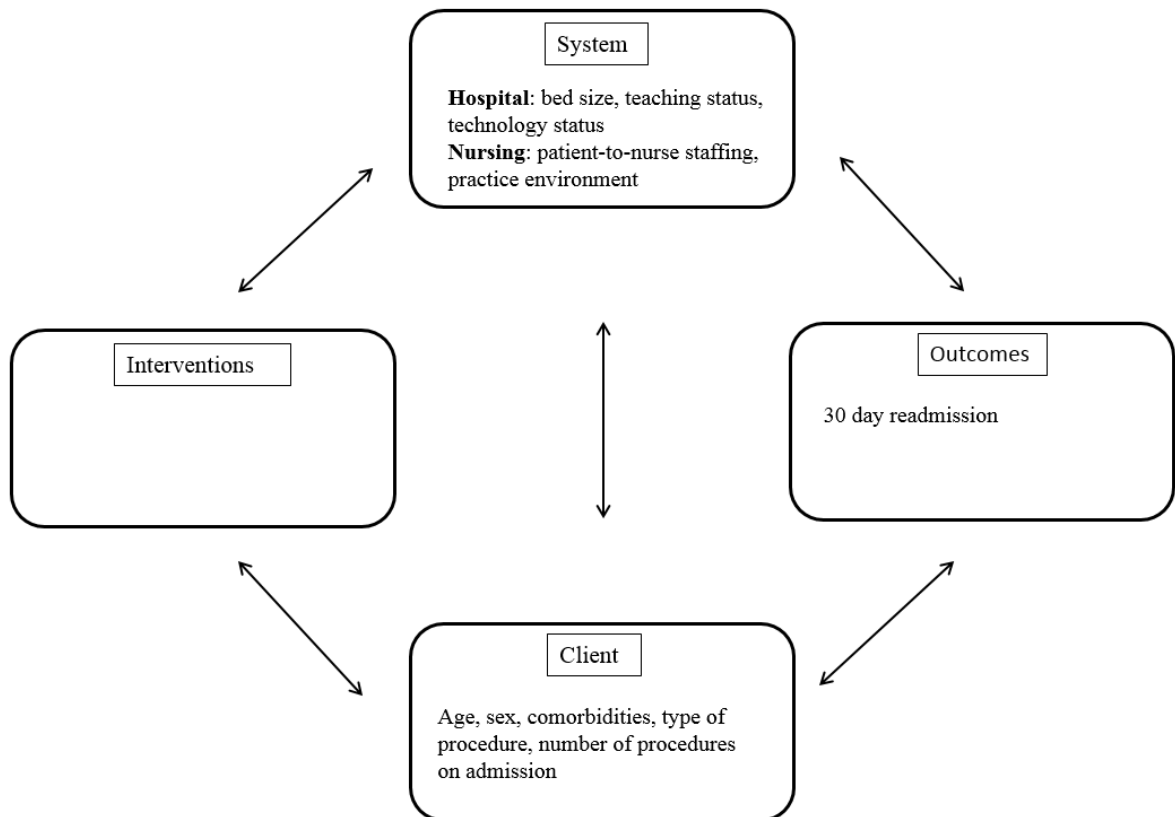 System
Hospital: bed size, teaching status,
technology status
Nursing: patient-to-nurse staffing,
practice environment
Interventions
Outcomes
30 day readmission
Client
Age, sex, comorbidities, type of
procedure, number of procedures
on admission